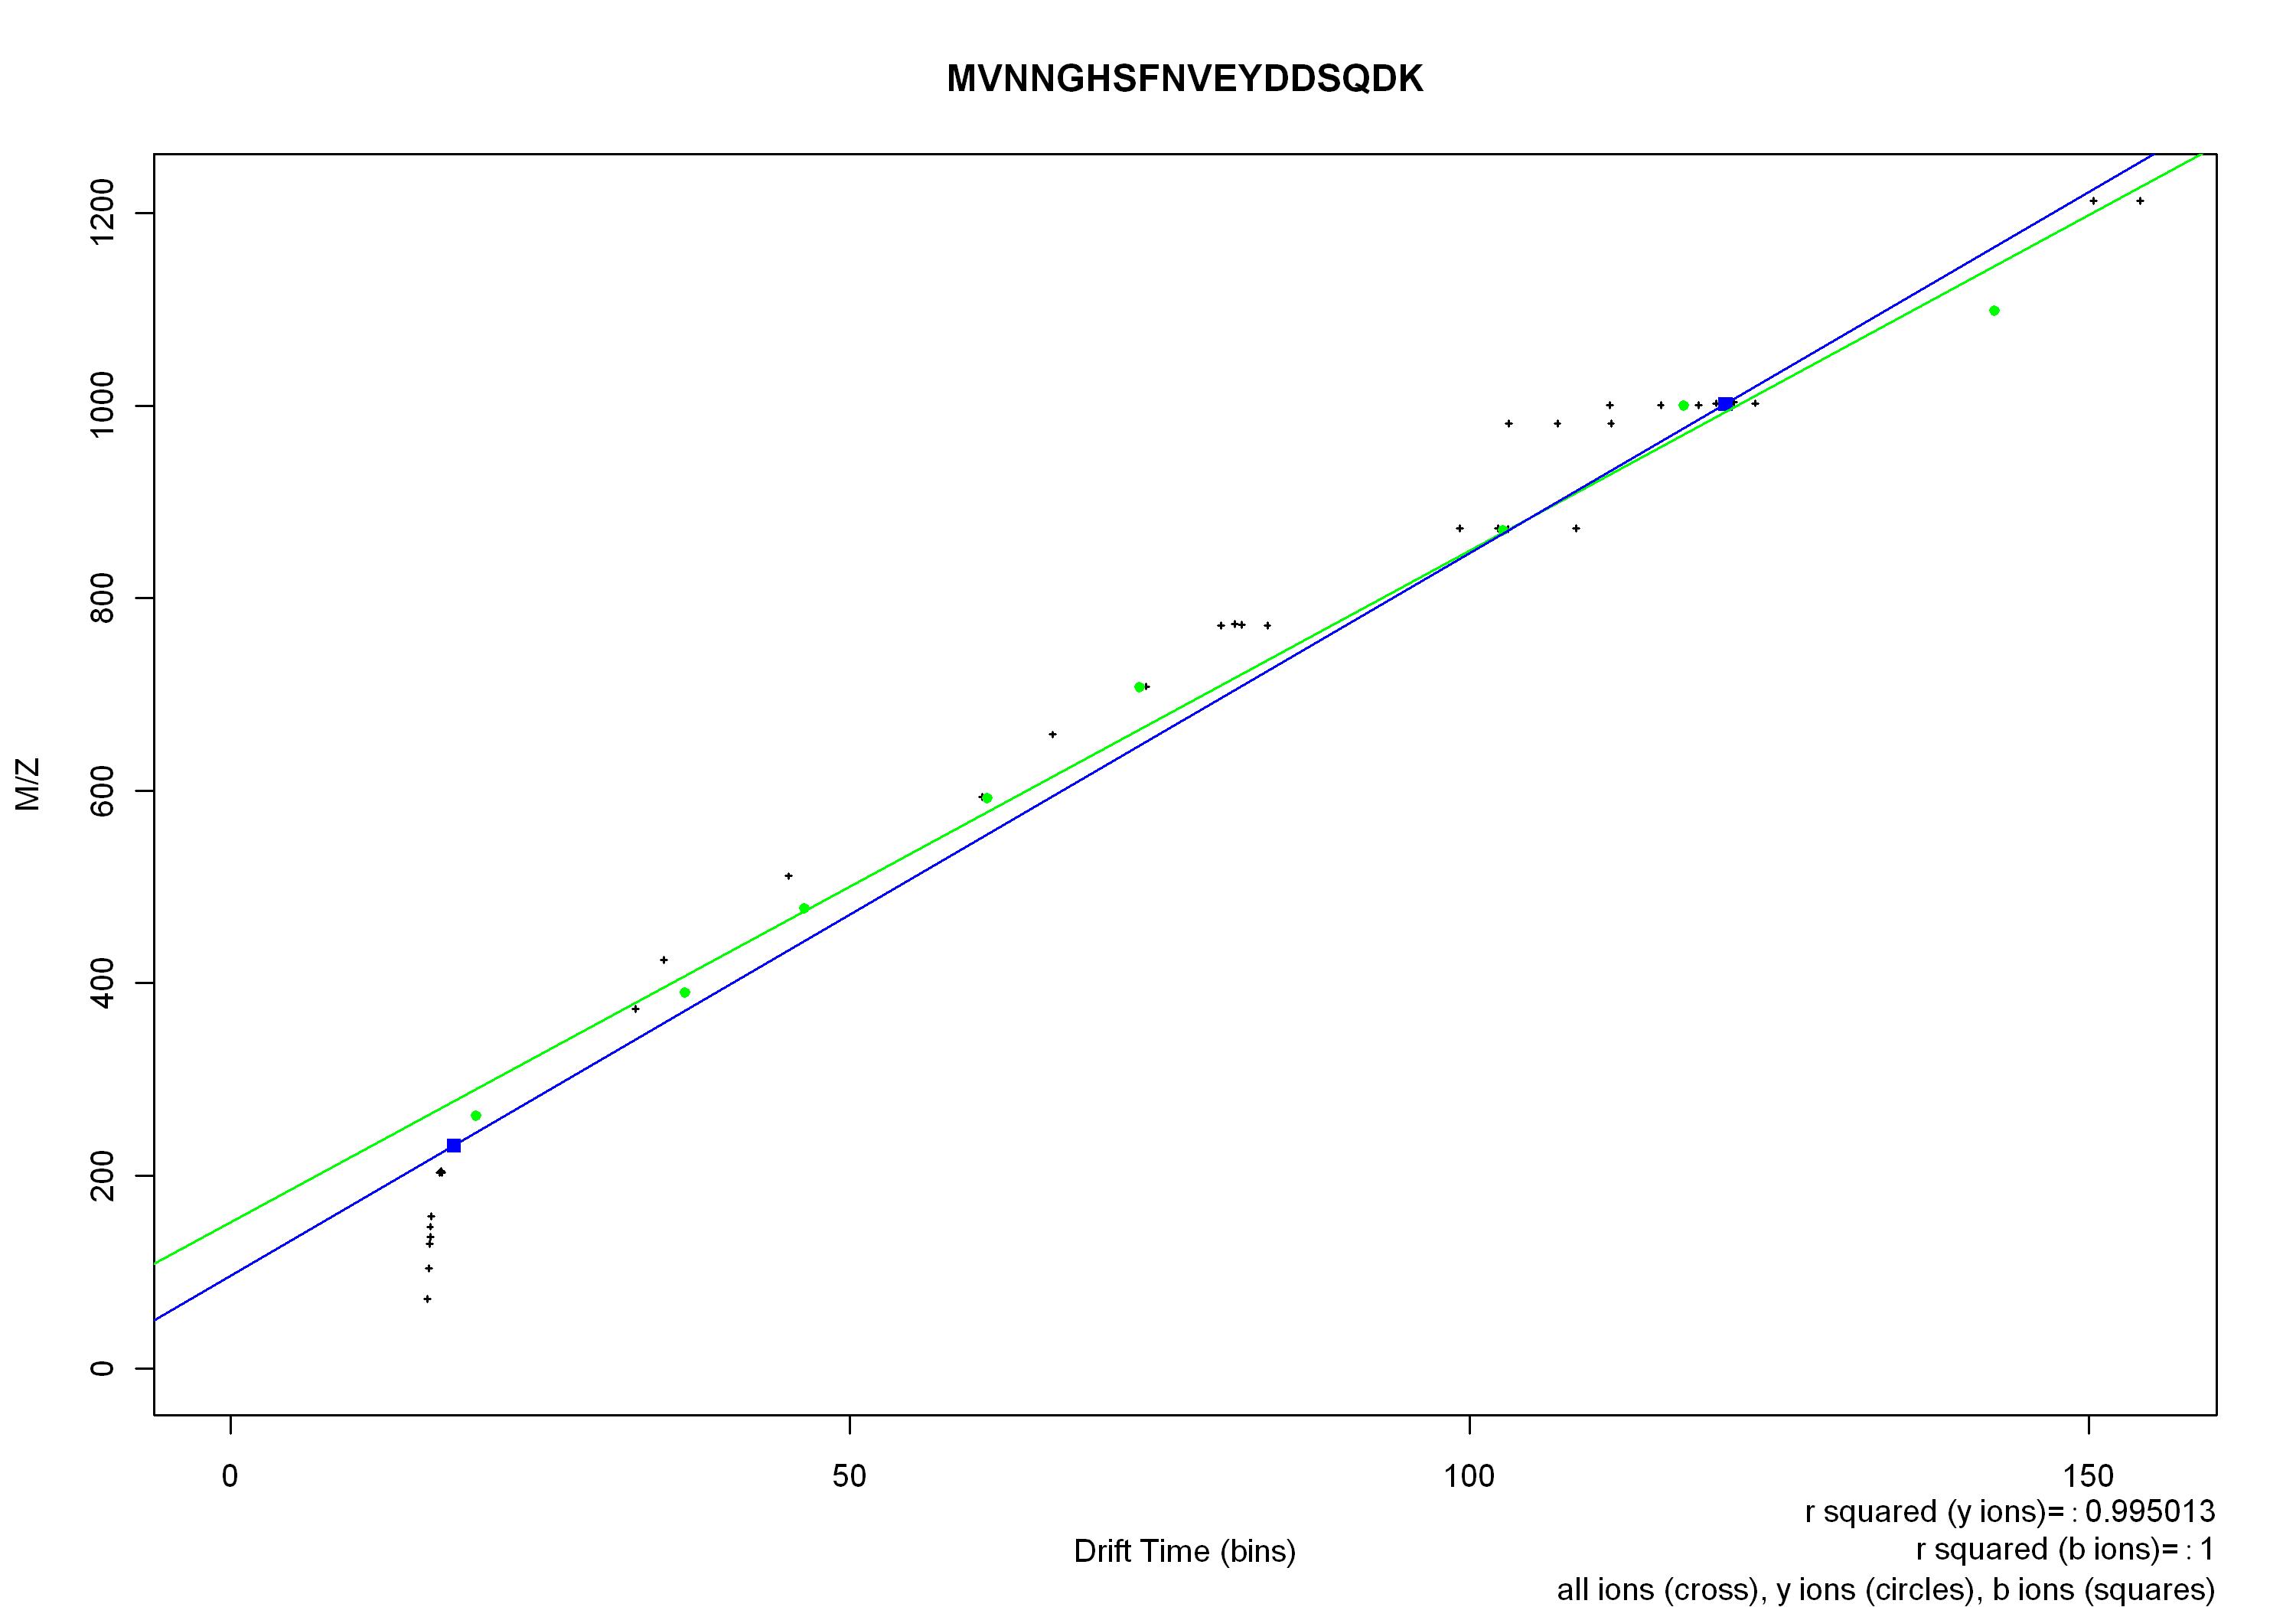 MVNNGHSFNVEYDDSQDK
1200
1000
800
600
400
200
0
M/Z
0 50 100 150
Drift Time (bins)
r squared (y ions)= : 0.995013
r squared (b ions)= : 1
all ions (cross), y ions (circles), b ions (squares)